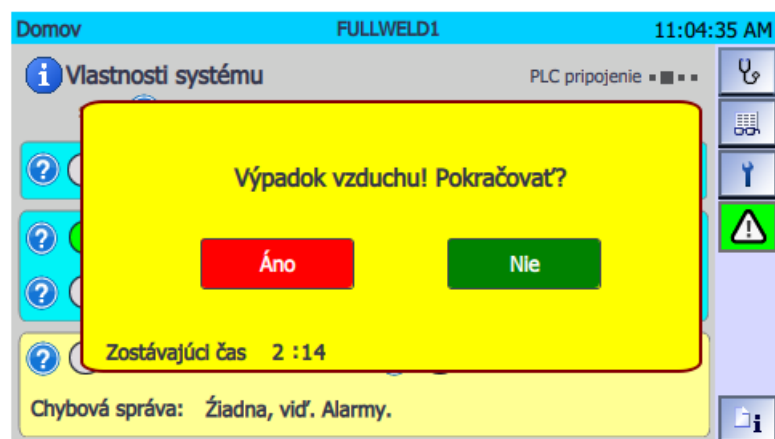 Domov FULLWELD1 11:04:35 AM
Vlastnosti systému PLC pripojenie
Výpadok vzduchu! Pokračovať?
Áno Nie
Zostávajúci čas 2 :14
Chybová správa: Źiadna, viď. Alarmy.